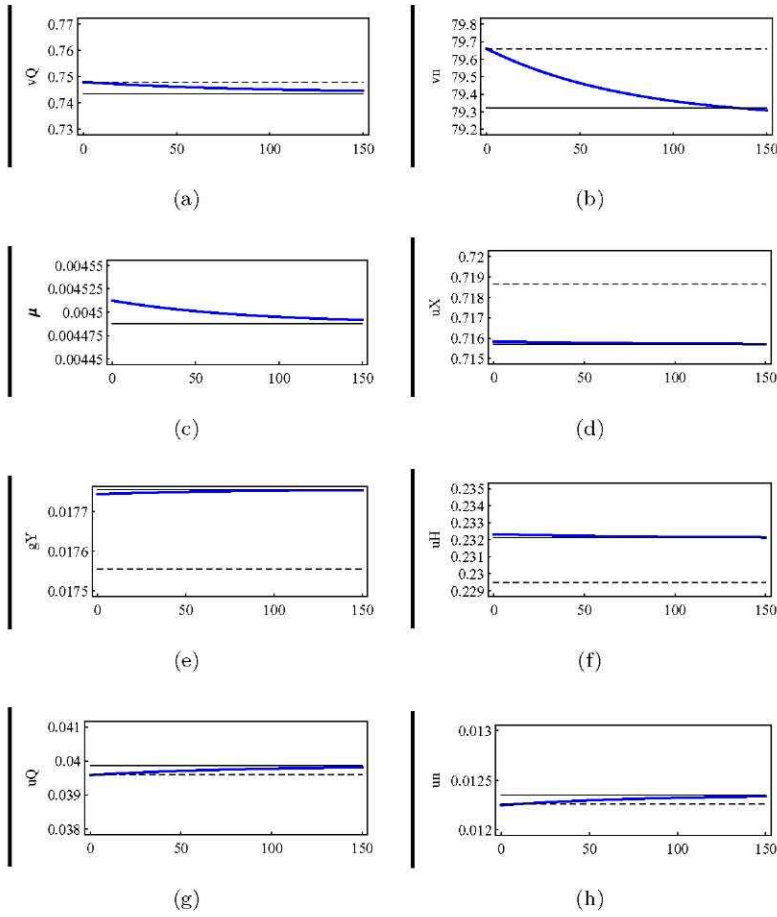 vQ
0.77
0.76
0.75
0.74
0.73
0 50 100 150
(a)
vn
79.8
79.7
79.6
79.5
79.4
79.3
79.2
0 50 100 150
(b)
μ
0.00455
0.004525
0.0045
0.004475
0.00445
0 50 100 150
(c)
uX
0.72
0.719
0.718
0.717
0.716
0.715
0 50 100 150
(d)
gY
0.0177
0.0176
0.0175
0 50 100 150
(e)
uH
0.235
0.234
0.233
0.232
0.23
0.229
0 50 100 150
(f)
uQ
0.041
0.04
0.039
0.038
0 50 100 150
(g)
un
0.013
0.0125
0.012
0 50 100 150
(h)